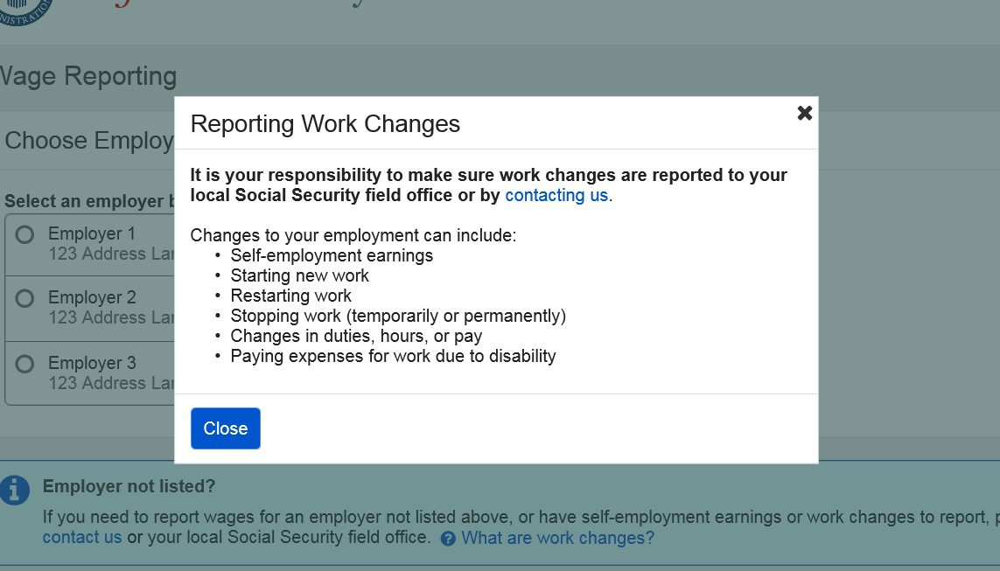 Wage Reporting
Reporting Work Changes
Choose Employ
It is your responsibility to make sure work changes are reported to your
local Social Security field office or by contacting us.
Select an employer
Changes to your employment can include:
• Self-employment earnings
• Starting new work
• Restarting work
• Stopping work (temporarily or permanently)
• Changes in duties, hours, or pay
• Paying expenses for work due to disability
Employer 1
123 Address Lan
Employer 2
123 Address Lan
Employer 3
123 Address Lan
Close
Employer not listed?
If you need to report wages for an employer not listed above, or have self-employment earnings or work changes to report, p
contact us or your local Social Security field office. What are work changes?